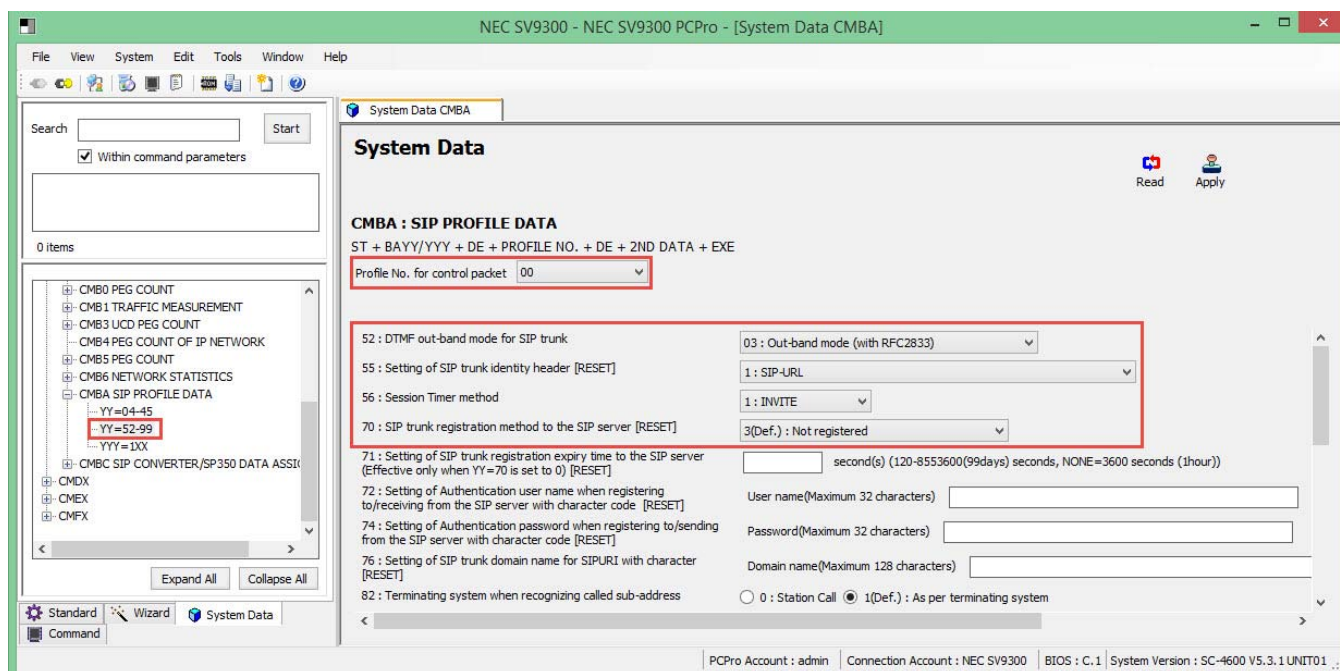 NEC SV9300 - NEC SV9300 PCPro - [System Data CMBA]
File View System Edit Tools Window Help
Search Start
Within command parameters
0 items
CMB0 PEG COUNT
CMB1 TRAFFIC MEASUREMENT
CMB3 UCD PEG COUNT
CMB4 PEG COUNT OF IP NETWORK
CMB5 PEG COUNT
CMB6 NETWORK STATISTICS
CMBA SIP PROFILE DATA
YY=04-45
YY=52-99
YYY=1XX
CMBC SIP CONVERTER/SP350 DATA ASSI
CMDX
CMEX
CMFX
Expand All Collapse All
Standard Wizard System Data
Command
System Data CMBA
System Data
Read Apply
CMBA : SIP PROFILE DATA
ST + BAYY/YYY + DE + PROFILE NO. + DE + 2ND DATA + EXE
Profile No. for control packet 00
52 : DTMF out-band mode for SIP trunk 03 : Out-band mode (with RFC2833)
55 : Setting of SIP trunk identity header [RESET] 1 : SIP-URL
56 : Session Timer method 1 : INVITE
70 : SIP trunk registration method to the SIP server [RESET] 3(Def.) : Not registered
71 : Setting of SIP trunk registration expiry time to the SIP server
(Effective only when YY=70 is set to 0) [RESET] second(s) (120-8553600(99days) seconds, NONE=3600 seconds (1hour))
72 : Setting of Authentication user name when registering
to/receiving from the SIP server with character code [RESET] User name(Maximum 32 characters)
74 : Setting of Authentication password when registering to/sending
from the SIP server with character code [RESET] Password(Maximum 32 characters)
76 : Setting of SIP trunk domain name for SIPURI with character
[RESET] Domain name(Maximum 128 characters)
82 : Terminating system when recognizing called sub-address 0 : Station Call 1(Def.) : As per terminating system
PCPro Account : admin Connection Account : NEC SV9300 BIOS : C.1 System Version : SC-4600 V5.3.1 UNIT01